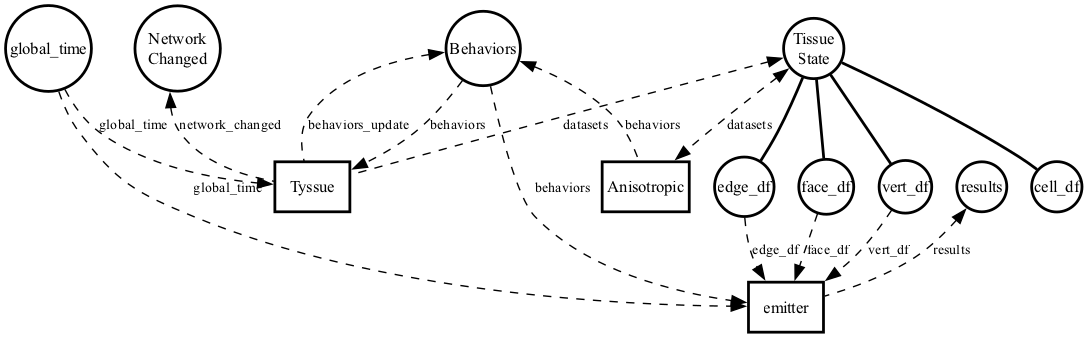 global_time
Network
Changed
Behaviors
Tissue
State
global_time
network_changed
behaviors_update
behaviors
datasets
behaviors
datasets
global_time
Tyssue
behaviors
Anisotropic
edge_df
face_df
vert_df
results
cell_df
edge_df
face_df
vert_df
results
emitter